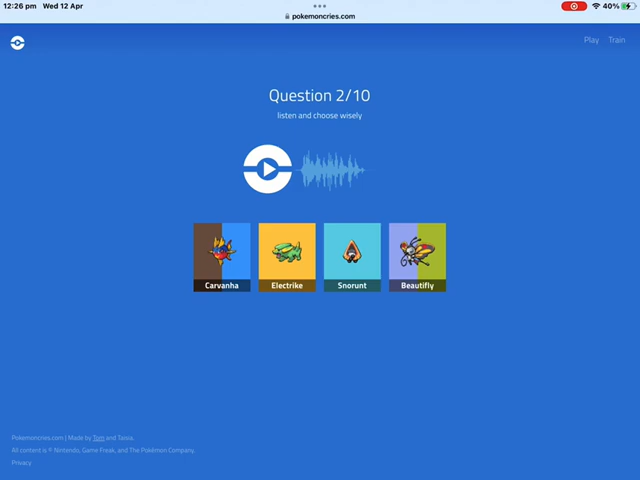 12:26 pm Wed 12 Apr
40%
pokemoncries.com
Play Train
Question 2/10
listen and choose wisely
Carvanha Electrike Snorunt Beautifly
Pokemoncries.com | Made by Tom and Taisia.
All content is © Nintendo, Game Freak, and The Pokémon Company.
Privacy